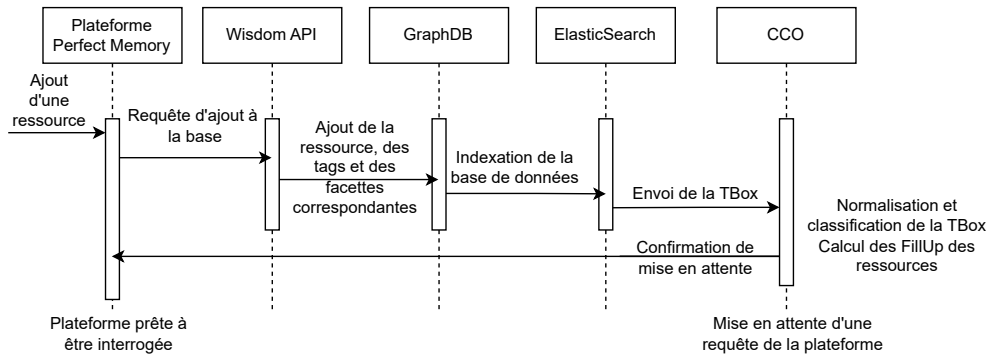 Plateforme
Perfect Memory
Wisdom API
GraphDB
ElasticSearch
CCO
Ajout
d'une
ressource
Requête d'ajout à
la base
Ajout de la
ressource, des
tags et des
facettes
correspondantes
Indexation de la
base de données
Envoi de la TBox
Normalisation et
classification de la TBox
Calcul des FillUp des
ressources
Confirmation de
mise en attente
Plateforme prête à
être interrogée
Mise en attente d'une
requête de la plateforme